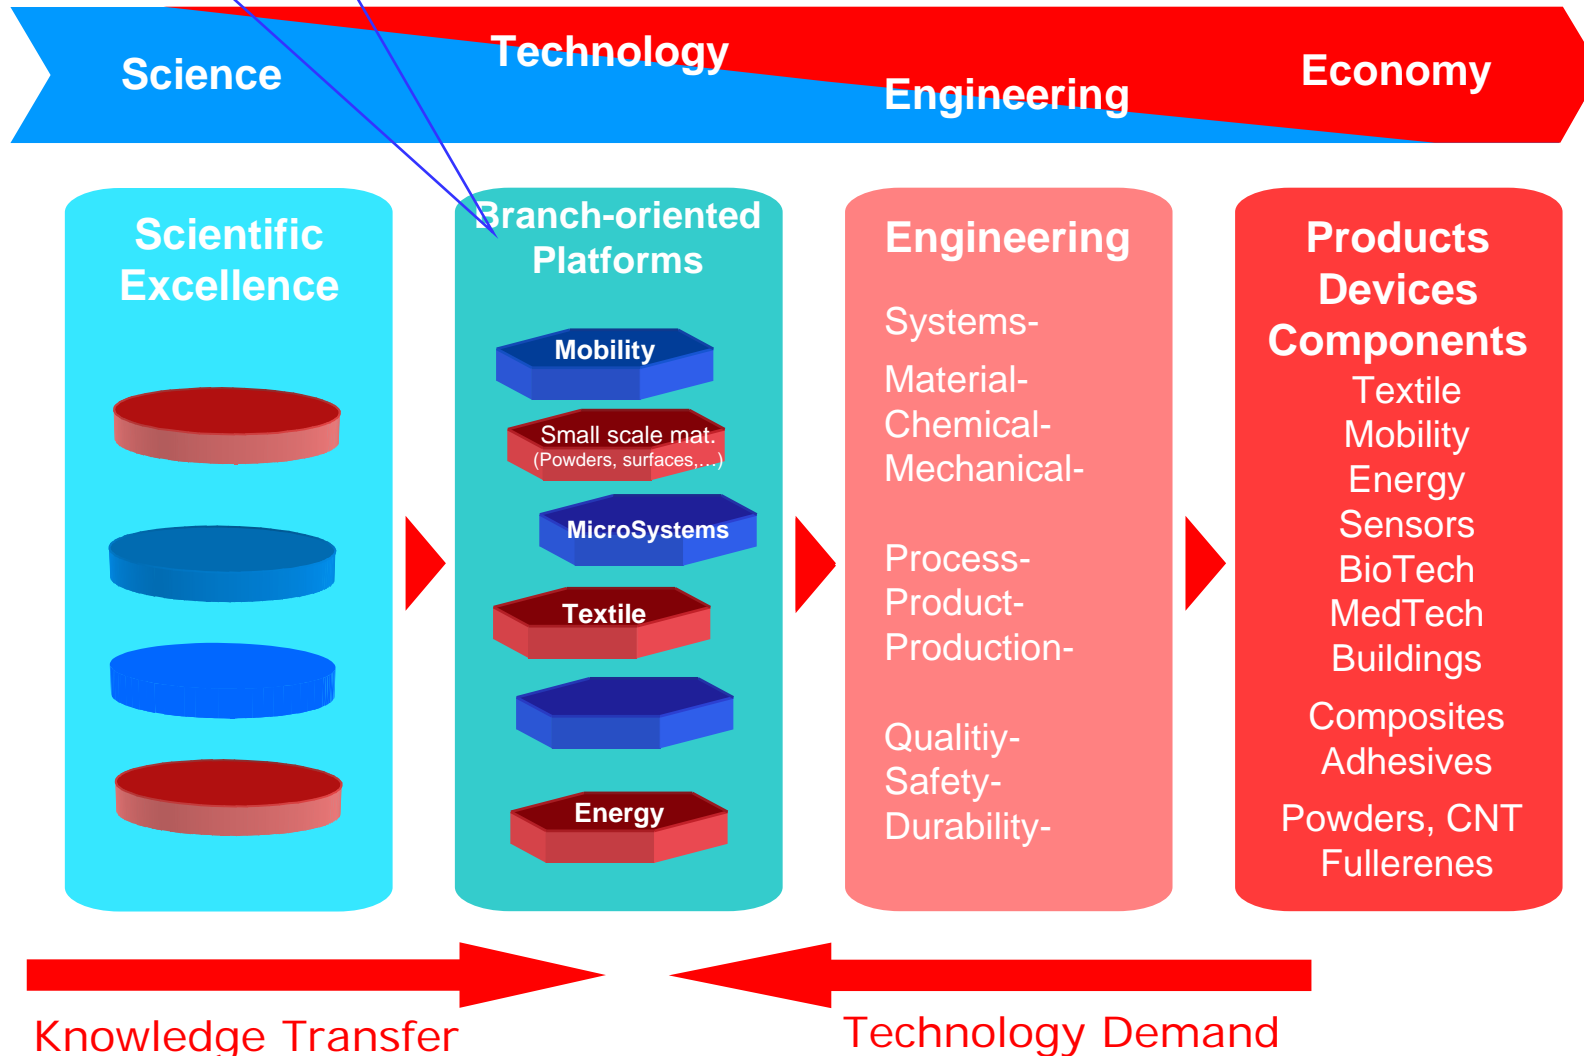 Science
Technology
Engineering
Economy
Scientific
Excellence
Branch-oriented
Platforms
Mobility
Small scale mat.
(Powders, surfaces,…)
MicroSystems
Textile
Energy
Engineering
Systems-
Material-
Chemical-
Mechanical-
Process-
Product-
Production-
Qualitiy-
Safety-
Durability-
Products
Devices
Components
Textile
Mobility
Energy
Sensors
BioTech
MedTech
Buildings
Composites
Adhesives
Powders, CNT
Fullerenes
Knowledge Transfer
Technology Demand